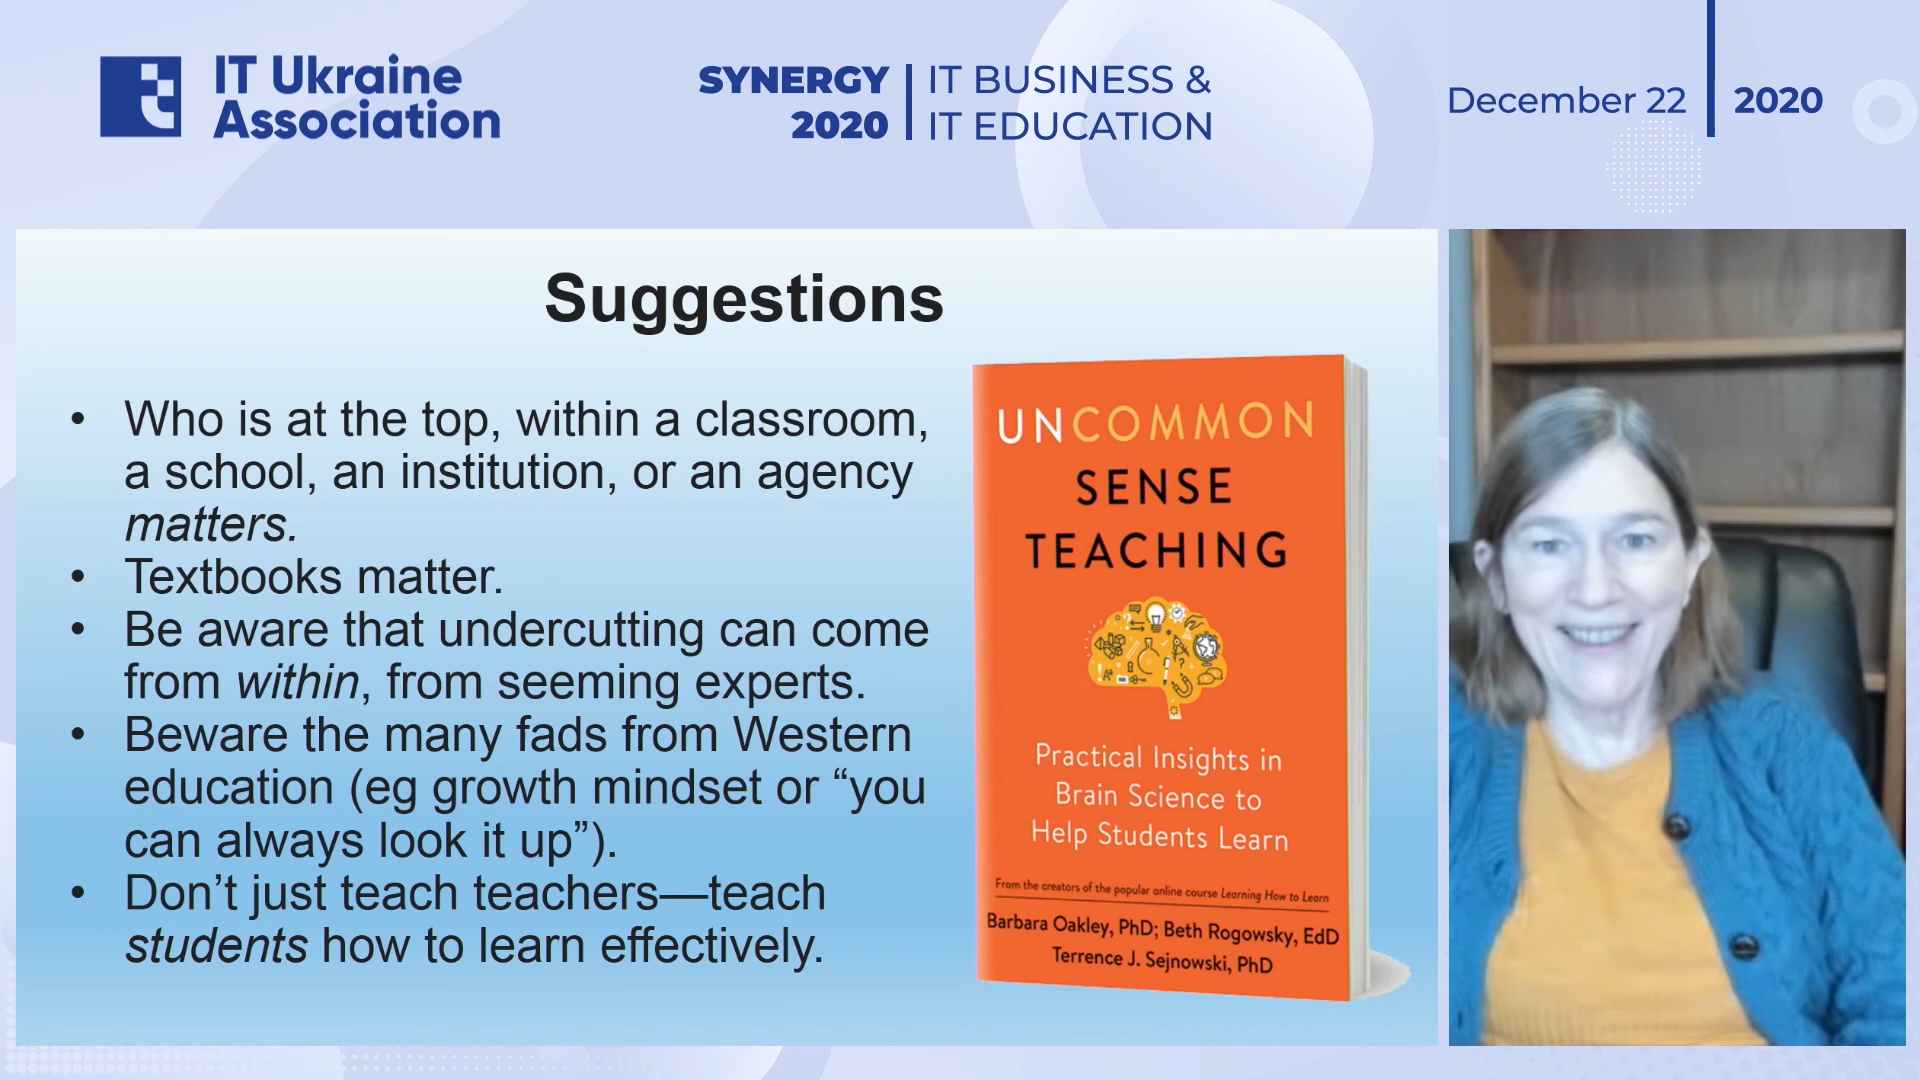 IT Ukraine
Association
SYNERGY
2020
IT BUSINESS &
IT EDUCATION
December 22
2020
Suggestions
• Who is at the top, within a classroom,
a school, an institution, or an agency
matters.
• Textbooks matter.
• Be aware that undercutting can come
from within, from seeming experts.
• Beware the many fads from Western
education (eg growth mindset or “you
can always look it up”).
• Don’t just teach teachers—teach
students how to learn effectively.
UNCOMMON
SENSE
TEACHING
Practical Insights in
Brain Science to
Help Students Learn
From the creators of the popular online course Learning How to Learn
Barbara Oakley, PhD; Beth Rogowsky, EdD
Terrence J. Sejnowski, PhD